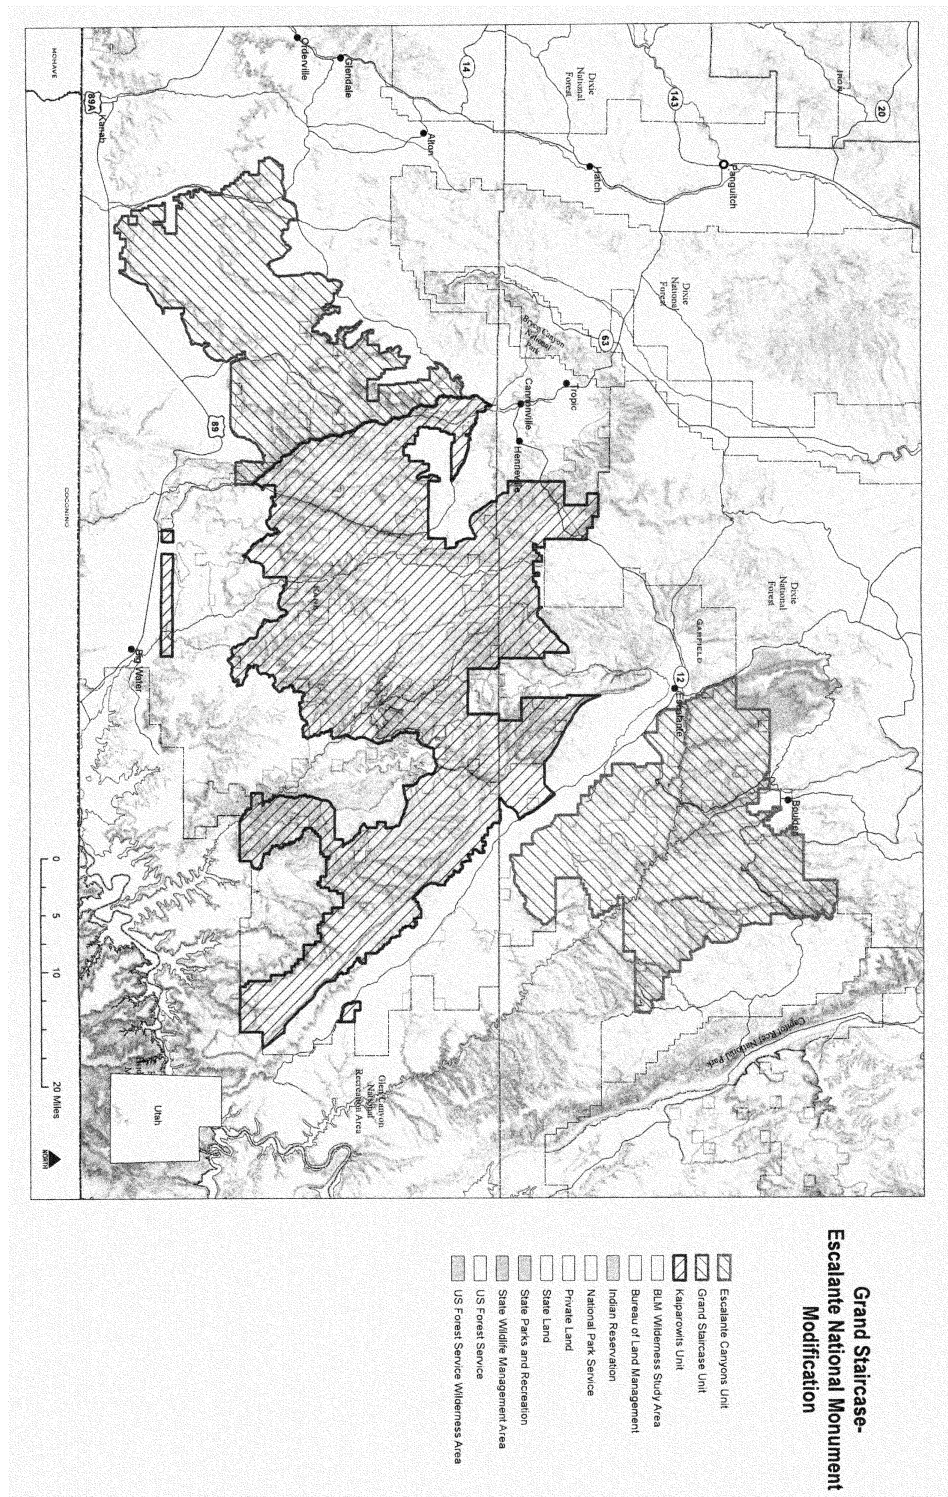 Grand Staircase-
Escalante National Monument
Modification
Escalante Canyons Unit
Grand Staircase Unit
Kaiparowits Unit
BLM Wilderness Study Area
Bureau of Land Management
Indian Reservation
National Park Service
Private Land
State Land
State Parks and Recreation
State Wildlife Management Area
US Forest Service
US Forest Service Wilderness Area
IRON
20
143
14
Dixie
National
Forest
Panguitch
Hatch
Alton
Glendale
Orderville
Kanab
89A
MOHAVE
Dixie
National
Forest
63
Bryce Canyon
National
Park
Tropic
Cannonville
Henrieville
89
COCONINO
KANE
Dixie
National
Forest
GARFIELD
12
Escalante
Boulder
Big Water
Capitol Reef National Park
Glen Canyon
National
Recreation Area
Utah
0
5
10
20 Miles
NORTH